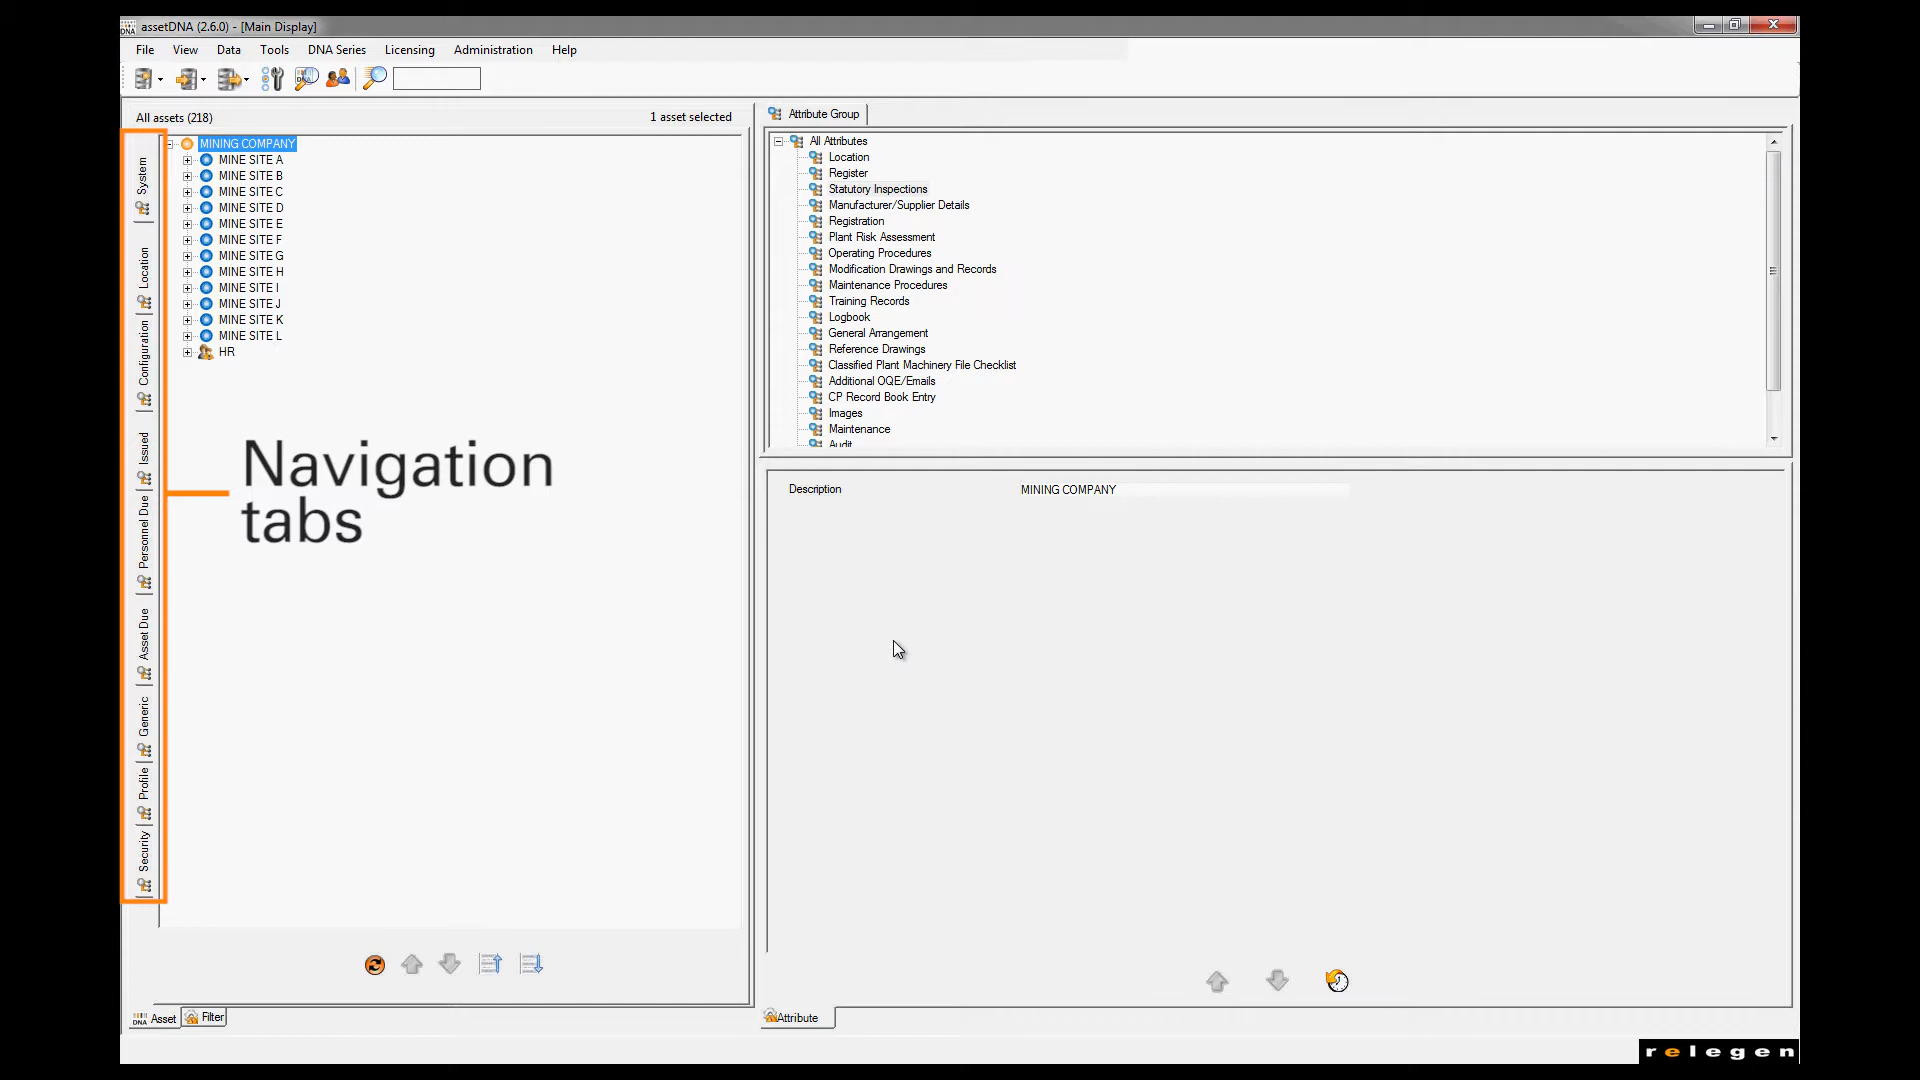 assetDNA (2.6.0) - [Main Display]
File View Data Tools DNA Series Licensing Administration Help
All assets (218)
1 asset selected
System
Location
Configuration
Issued
Personnel Due
Asset Due
Generic
Profile
Security
MINING COMPANY
MINE SITE A
MINE SITE B
MINE SITE C
MINE SITE D
MINE SITE E
MINE SITE F
MINE SITE G
MINE SITE H
MINE SITE I
MINE SITE J
MINE SITE K
MINE SITE L
HR
Navigation
tabs
DNA Asset
Filter
Attribute Group
All Attributes
Location
Register
Statutory Inspections
Manufacturer/Supplier Details
Registration
Plant Risk Assessment
Operating Procedures
Modification Drawings and Records
Maintenance Procedures
Training Records
Logbook
General Arrangement
Reference Drawings
Classified Plant Machinery File Checklist
Additional OQE/Emails
CP Record Book Entry
Images
Maintenance
Audit
Description MINING COMPANY
Attribute
relegen